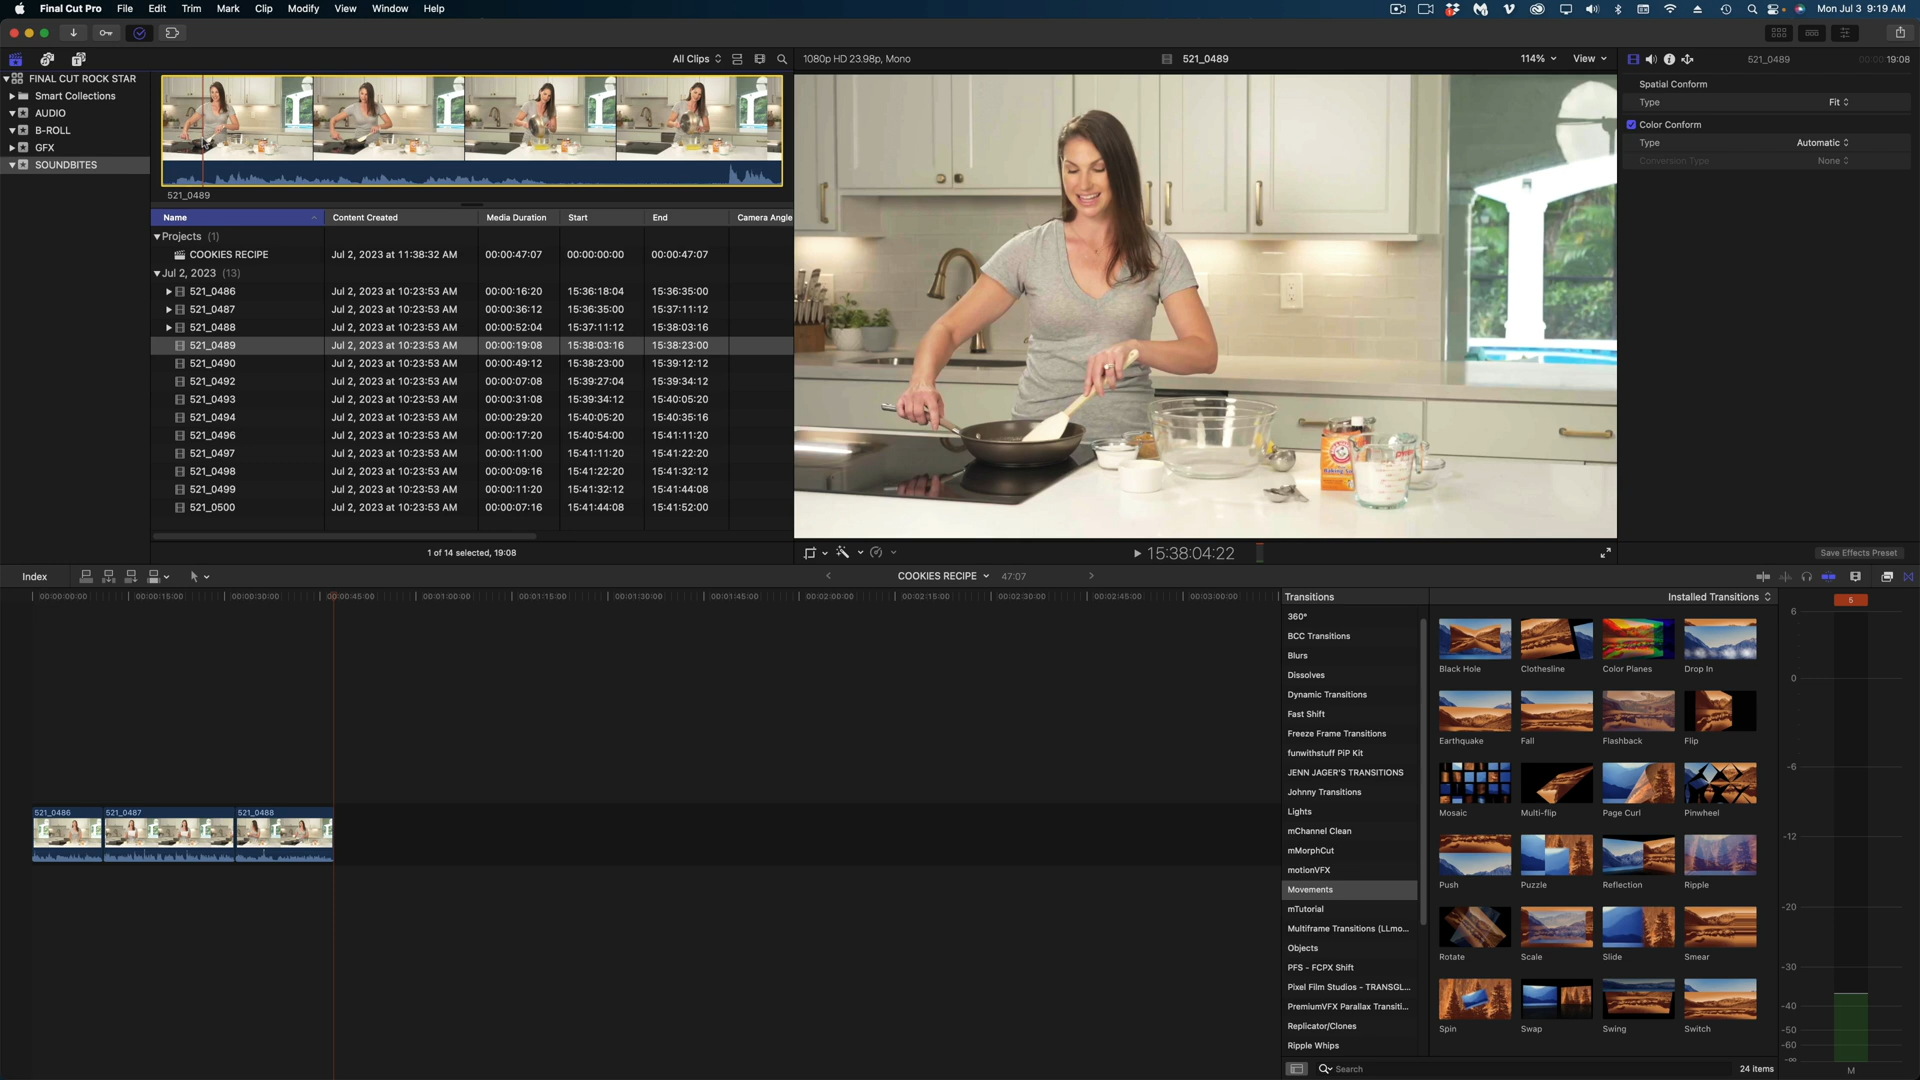 Final Cut Pro File Edit Trim Mark Clip Modify View Window Help
Mon Jul 3 9:19 AM
All Clips
1080p HD 23.98p, Mono
521_0489
114%
View
521_0489
00:00:19:08
FINAL CUT ROCK STAR
Smart Collections
AUDIO
B-ROLL
GFX
SOUNDBITES
521_0489
Name Content Created Media Duration Start End Camera Angle
Projects (1)
COOKIES RECIPE Jul 2, 2023 at 11:38:32 AM 00:00:47:07 00:00:00:00 00:00:47:07
Jul 2, 2023 (13)
521_0486 Jul 2, 2023 at 10:23:53 AM 00:00:16:20 15:36:18:04 15:36:35:00
521_0487 Jul 2, 2023 at 10:23:53 AM 00:00:36:12 15:36:35:00 15:37:11:12
521_0488 Jul 2, 2023 at 10:23:53 AM 00:00:52:04 15:37:11:12 15:38:03:16
521_0489 Jul 2, 2023 at 10:23:53 AM 00:00:19:08 15:38:03:16 15:38:23:00
521_0490 Jul 2, 2023 at 10:23:53 AM 00:00:49:12 15:38:23:00 15:39:12:12
521_0492 Jul 2, 2023 at 10:23:53 AM 00:00:07:08 15:39:27:04 15:39:34:12
521_0493 Jul 2, 2023 at 10:23:53 AM 00:00:31:08 15:39:34:12 15:40:05:20
521_0494 Jul 2, 2023 at 10:23:53 AM 00:00:29:20 15:40:05:20 15:40:35:16
521_0496 Jul 2, 2023 at 10:23:53 AM 00:00:17:20 15:40:54:00 15:41:11:20
521_0497 Jul 2, 2023 at 10:23:53 AM 00:00:11:00 15:41:11:20 15:41:22:20
521_0498 Jul 2, 2023 at 10:23:53 AM 00:00:09:16 15:41:22:20 15:41:32:12
521_0499 Jul 2, 2023 at 10:23:53 AM 00:00:11:20 15:41:32:12 15:41:44:08
521_0500 Jul 2, 2023 at 10:23:53 AM 00:00:07:16 15:41:44:08 15:41:52:00
1 of 14 selected, 19:08
15:38:04:22
Spatial Conform
Type Fit
Color Conform
Type Automatic
Conversion Type None
Save Effects Preset
Index
COOKIES RECIPE 47:07
00:00:00:00 00:00:15:00 00:00:30:00 00:00:45:00 00:01:00:00 00:01:15:00 00:01:30:00 00:01:45:00 00:02:00:00 00:02:15:00 00:02:30:00 00:02:45:00 00:03:00:00
521_0486 521_0487 521_0488
Transitions
360°
BCC Transitions
Blurs
Dissolves
Dynamic Transitions
Fast Shift
Freeze Frame Transitions
funwithstuff PiP Kit
JENN JAGER'S TRANSITIONS
Johnny Transitions
Lights
mChannel Clean
mMorphCut
motionVFX
Movements
mTutorial
Multiframe Transitions (LLmo...
Objects
PFS - FCPX Shift
Pixel Film Studios - TRANSGL...
PremiumVFX Parallax Transiti...
Replicator/Clones
Ripple Whips
Installed Transitions
Black Hole Clothesline Color Planes Drop In
Earthquake Fall Flashback Flip
Mosaic Multi-flip Page Curl Pinwheel
Push Puzzle Reflection Ripple
Rotate Scale Slide Smear
Spin Swap Swing Switch
Search
24 items
5
6
0
-6
-12
-20
-30
-40
-50
-60
-∞
M